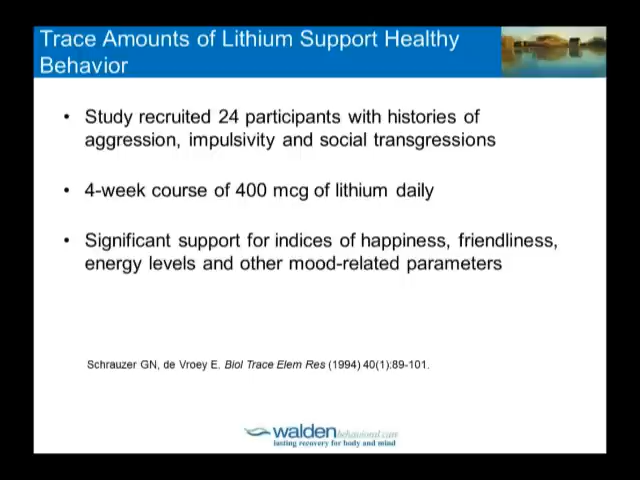 Trace Amounts of Lithium Support Healthy
Behavior
• Study recruited 24 participants with histories of
aggression, impulsivity and social transgressions
• 4-week course of 400 mcg of lithium daily
• Significant support for indices of happiness, friendliness,
energy levels and other mood-related parameters
Schrauzer GN, de Vroey E. Biol Trace Elem Res (1994) 40(1):89-101.
walden behavioral care
lasting recovery for body and mind